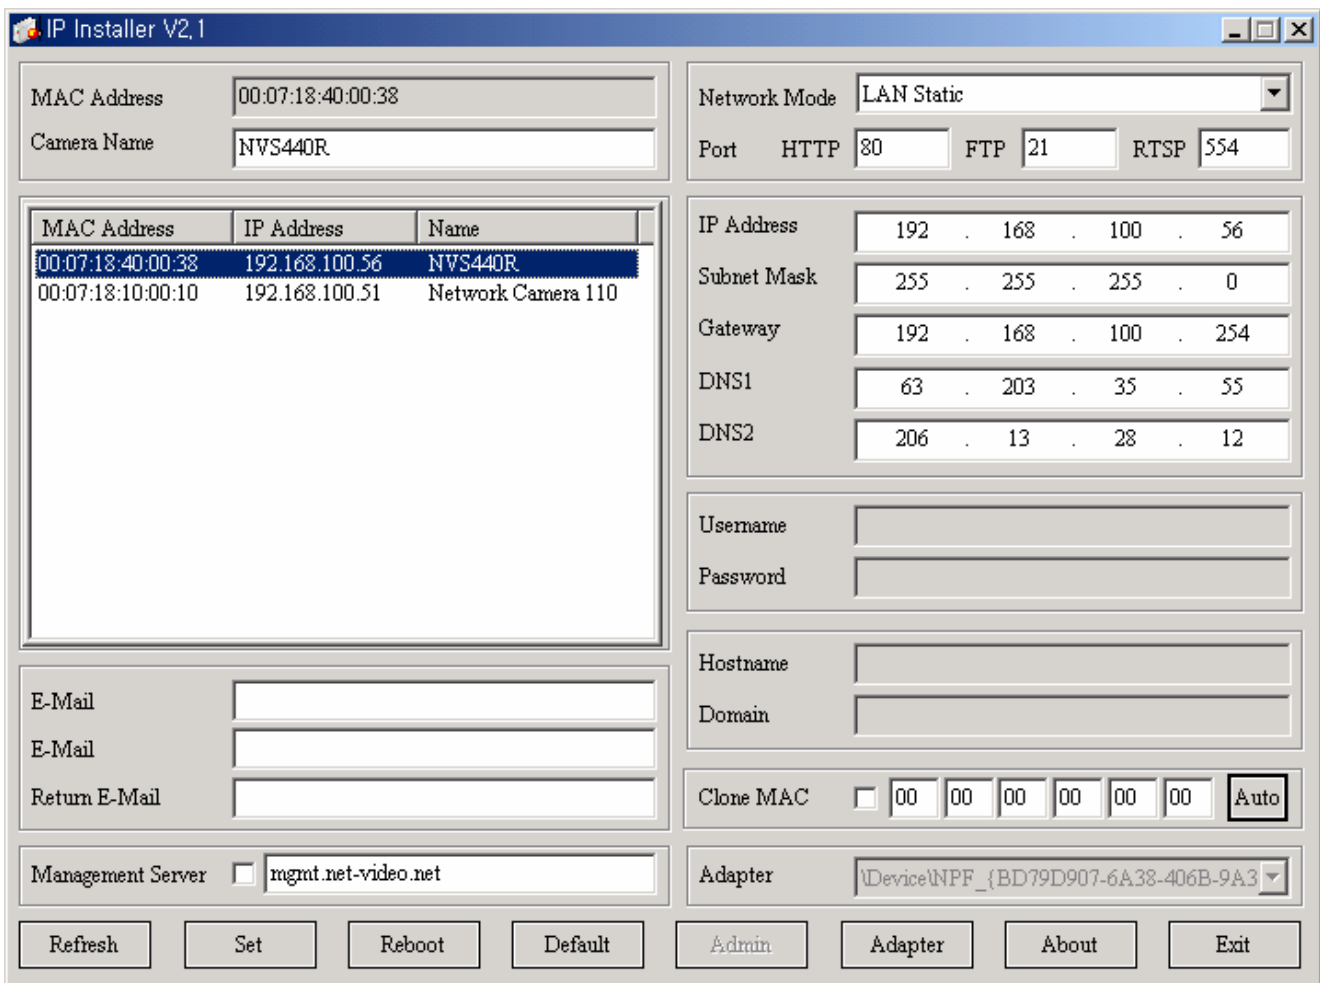 IP Installer V2,1
MAC Address 00:07:18:40:00:38
Camera Name NVS440R
Network Mode LAN Static
Port HTTP 80 FTP 21 RTSP 554
MAC Address IP Address Name
00:07:18:40:00:38 192.168.100.56 NVS440R
00:07:18:10:00:10 192.168.100.51 Network Camera 110
IP Address 192 . 168 . 100 . 56
Subnet Mask 255 . 255 . 255 . 0
Gateway 192 . 168 . 100 . 254
DNS1 63 . 203 . 35 . 55
DNS2 206 . 13 . 28 . 12
Username
Password
Hostname
Domain
E-Mail
E-Mail
Return E-Mail
Clone MAC 00 00 00 00 00 00 Auto
Management Server mgmt.net-video.net
Adapter \Device\NPF_{BD79D907-6A38-406B-9A3
Refresh Set Reboot Default Admin Adapter About Exit